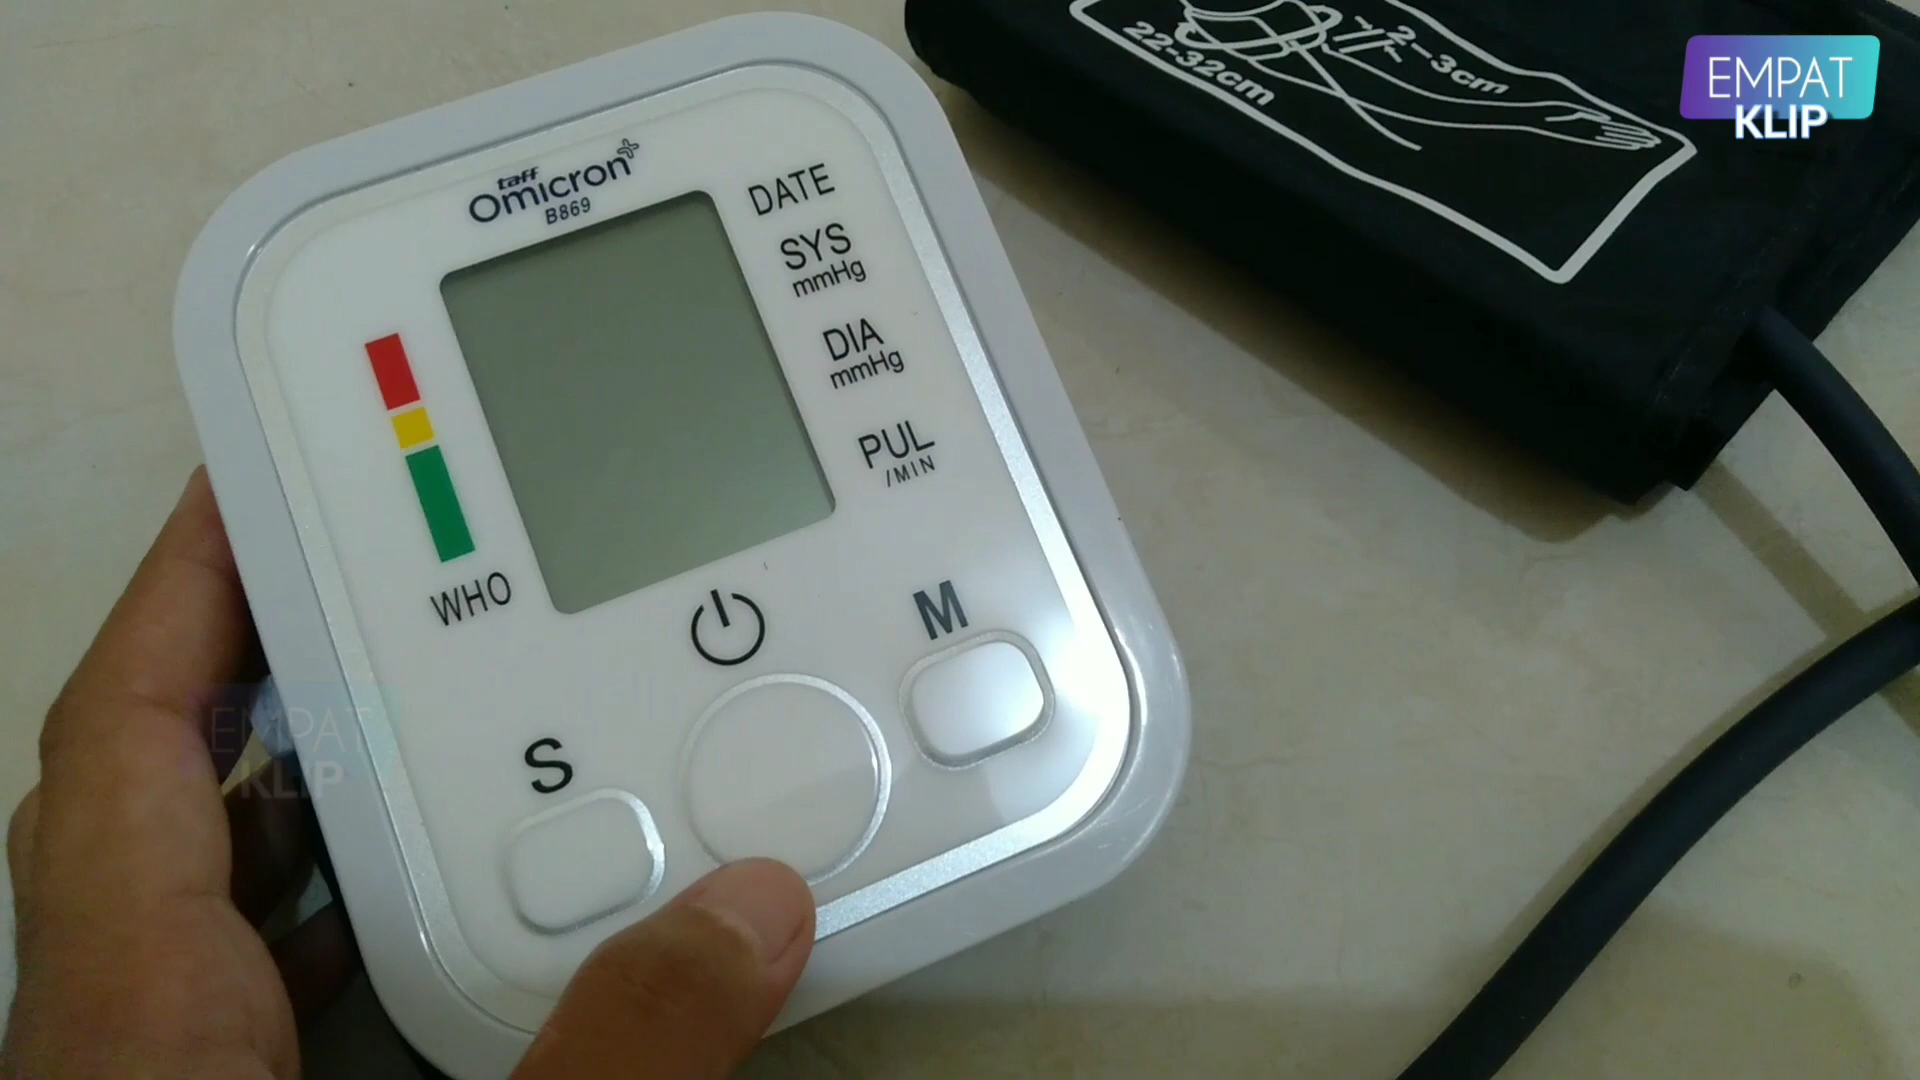 EMPAT
KLIP
22-32cm
2-3cm
taff
omicron
B869
DATE
SYS
mmHg
DIA
mmHg
PUL
/MIN
WHO
M
S
EMPAT
KLIP